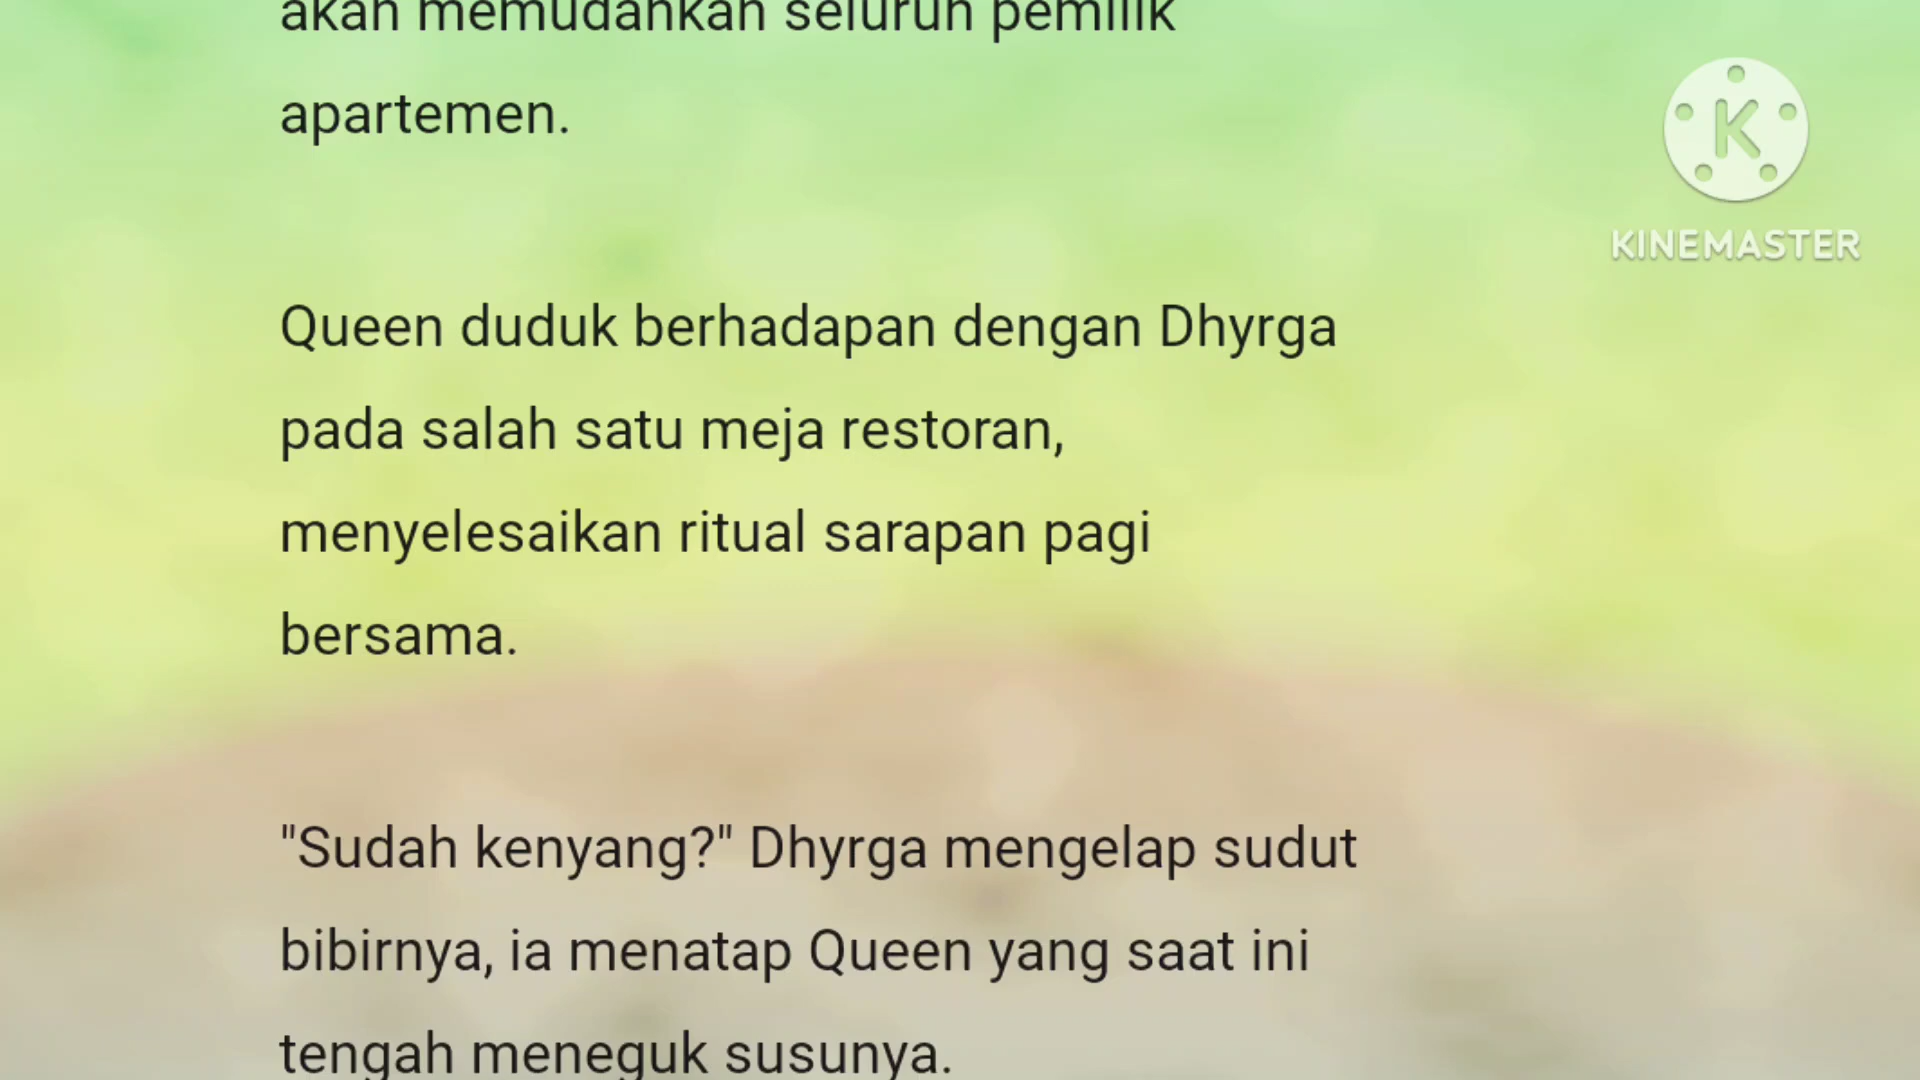 akan memudahkan seluruh pemilik
apartemen.
Queen duduk berhadapan dengan Dhyrga
pada salah satu meja restoran,
menyelesaikan ritual sarapan pagi
bersama.
"Sudah kenyang?" Dhyrga mengelap sudut
bibirnya, ia menatap Queen yang saat ini
tengah meneguk susunya.
K
KINEMASTER